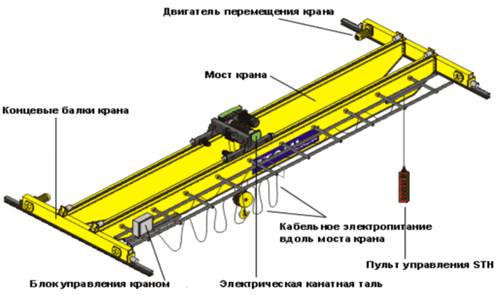 Двигатель перемещения крана
Мост крана
Концевые балки крана
Кабельное электропитание
вдоль моста крана
Пульт управления STH
Блок управления краном
Электрическая канатная таль